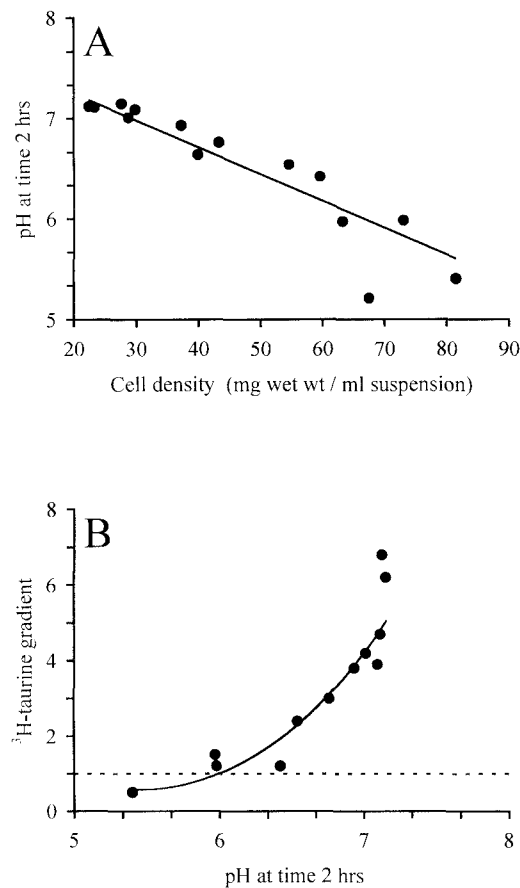 A
8
7
6
5
pH at time 2 hrs
20 30 40 50 60 70 80 90
Cell density (mg wet wt / ml suspension)
B
8
6
4
2
0
³H-taurine gradient
5 6 7 8
pH at time 2 hrs